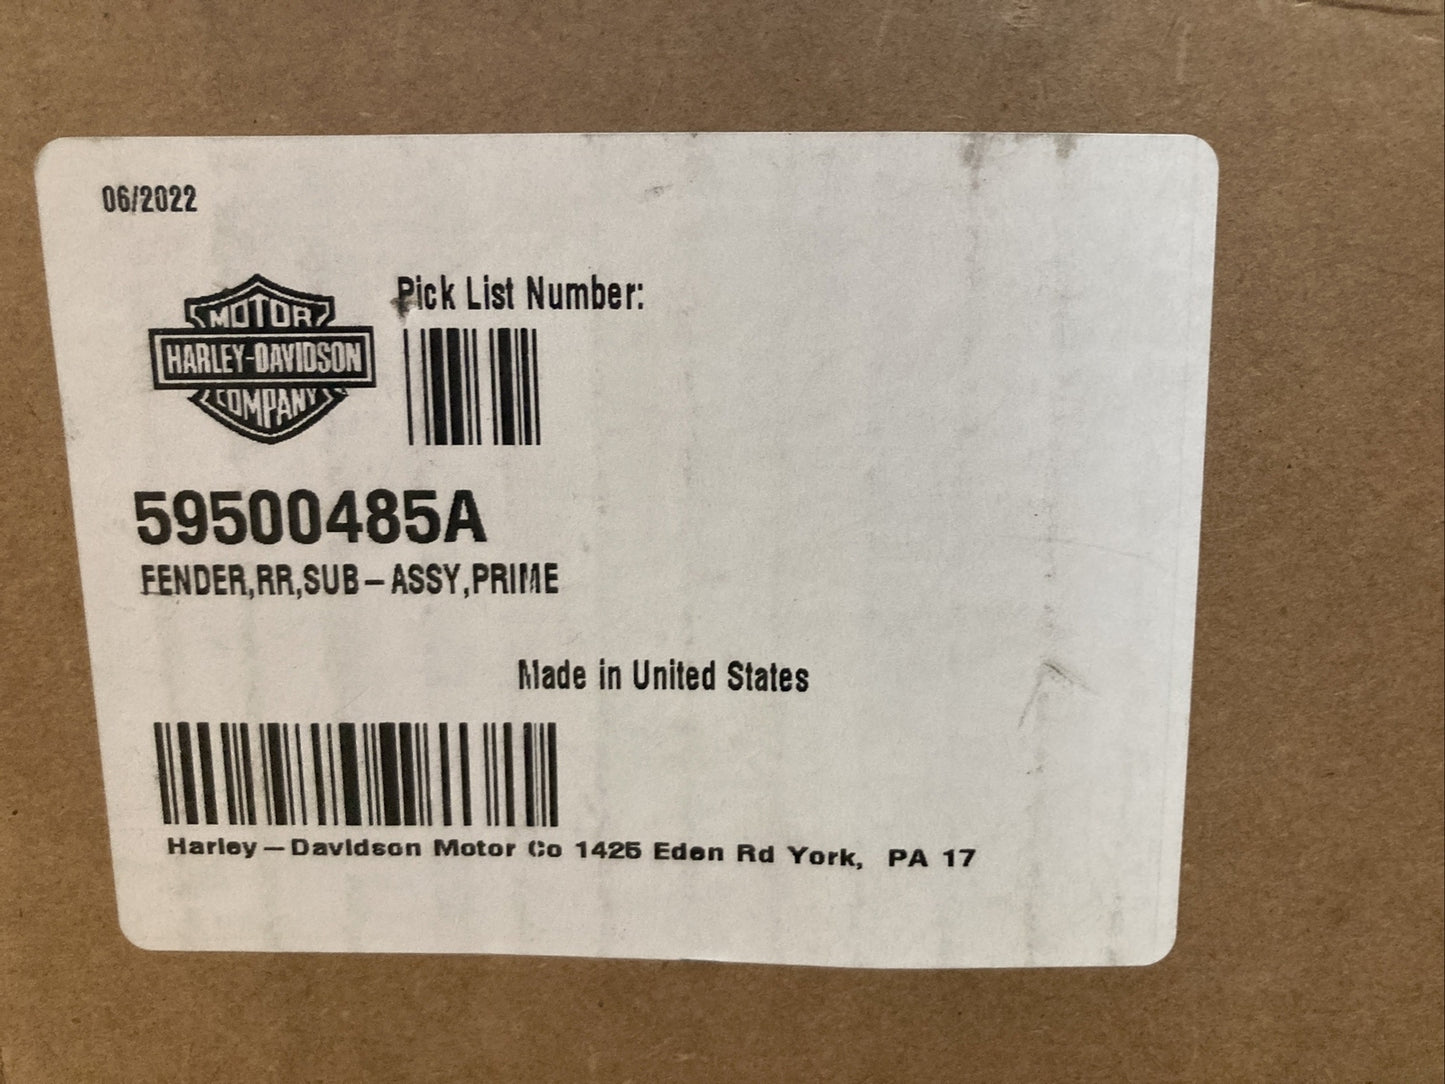 06/2022
MOTOR
HARLEY-DAVIDSON
COMPANY
Pick List Number:
59500485A
FENDER,RR,SUB-ASSY,PRIME
Made in United States
Harley-Davidson Motor Co 1425 Eden Rd York, PA 17